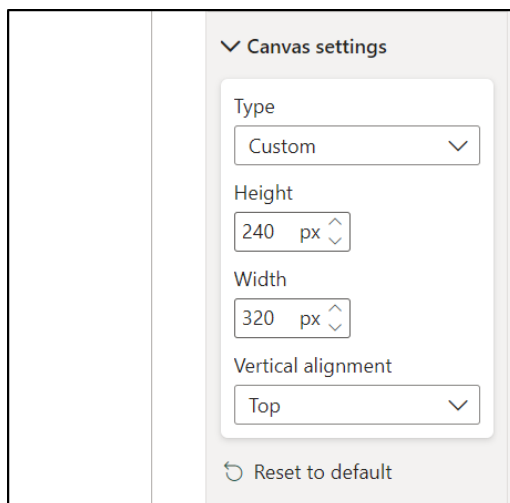 Canvas settings
Type
Custom
Height
240 px
Width
320 px
Vertical alignment
Top
Reset to default